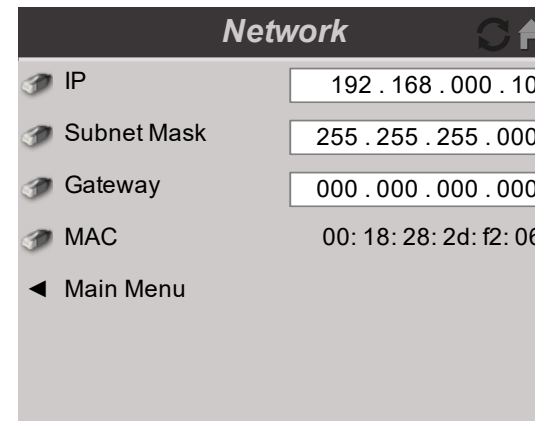 Network
IP 192 . 168 . 000 . 10
Subnet Mask 255 . 255 . 255 . 000
Gateway 000 . 000 . 000 . 000
MAC 00: 18: 28: 2d: f2: 06
◄ Main Menu